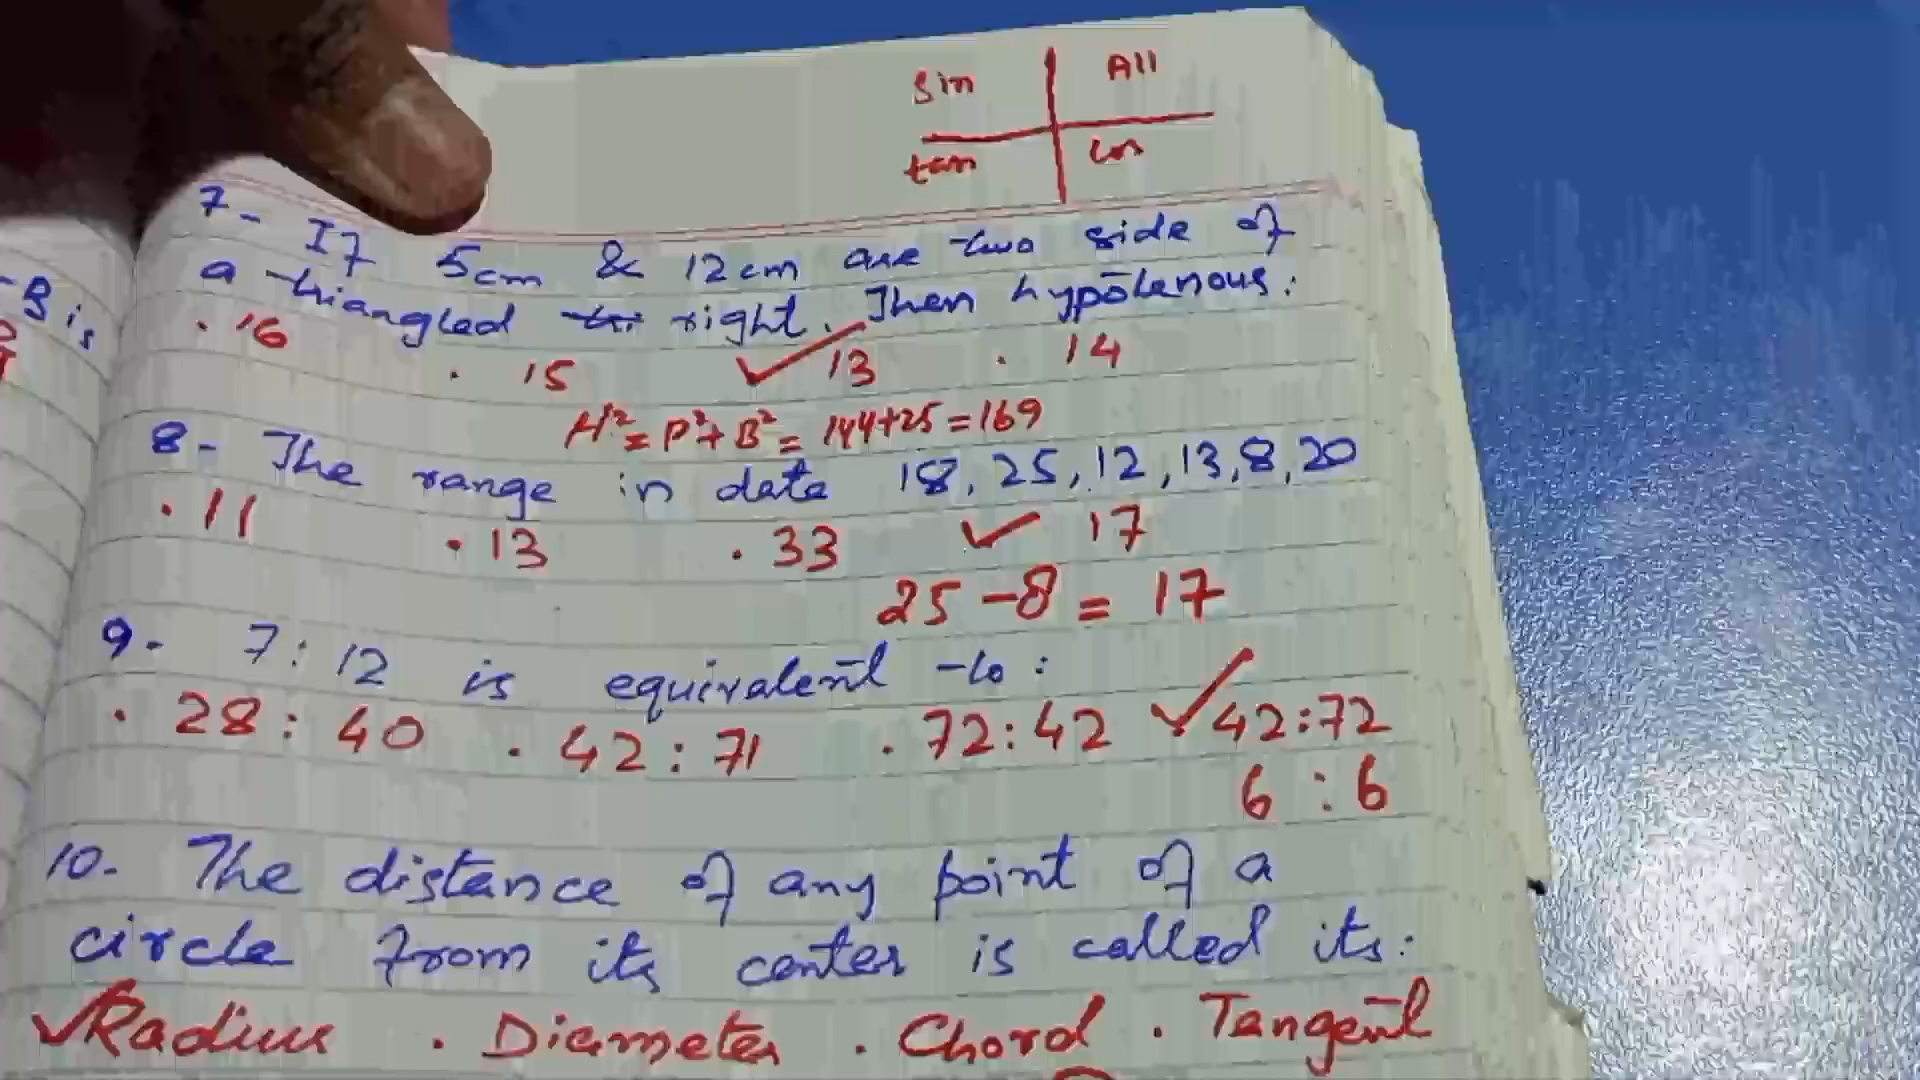 Sin All
tan Cos
7- If 5cm & 12cm are two side of
a triangled right. Then hypotenous:
. 16 . 15 ✓ 13 . 14
H² = P² + B² = 144+25 = 169
8- The range in data 18, 25, 12, 13, 8, 20
. 11 . 13 . 33 ✓ 17
25 - 8 = 17
9- 7 : 12 is equivalent to :
. 28 : 40 . 42 : 71 . 72 : 42 ✓ 42 : 72
6 : 6
10- The distance of any point of a
circle from its center is called its :
✓ Radius . Diameter . Chord . Tangent